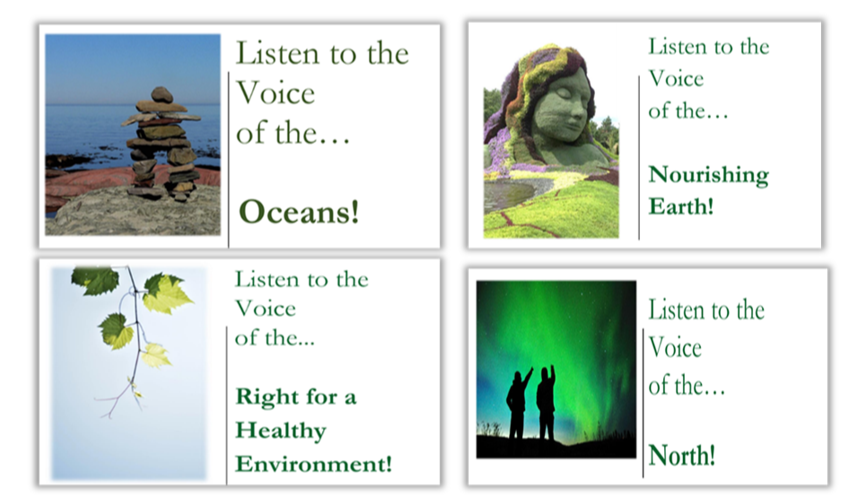 Listen to the
Voice
of the…
Oceans!
Listen to the
Voice
of the…
Nourishing
Earth!
Listen to the
Voice
of the...
Right for a
Healthy
Environment!
Listen to the
Voice
of the…
North!